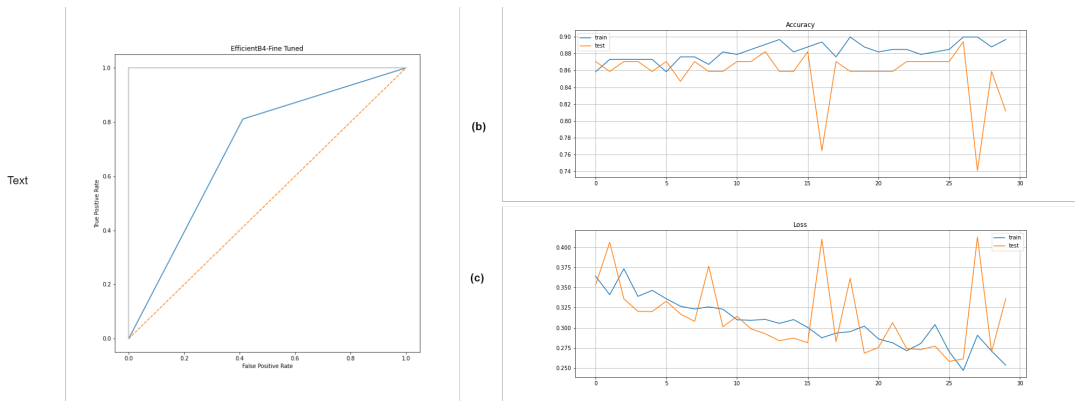 Text
EfficientB4-Fine Tuned
1.0
0.8
0.6
0.4
0.2
0.0
True Positive Rate
0.0 0.2 0.4 0.6 0.8 1.0
False Positive Rate
(b)
Accuracy
train
test
0.90
0.88
0.86
0.84
0.82
0.80
0.78
0.76
0.74
0 5 10 15 20 25 30
(c)
Loss
train
test
0.400
0.375
0.350
0.325
0.300
0.275
0.250
0 5 10 15 20 25 30